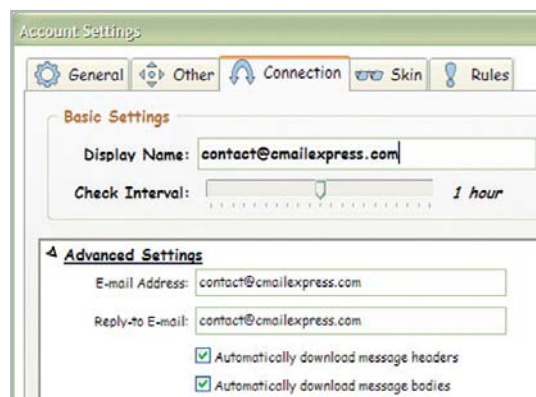 Account Settings
General Other Connection Skin Rules
Basic Settings
Display Name: contact@cmailexpress.com
Check Interval: 1 hour
Advanced Settings
E-mail Address: contact@cmailexpress.com
Reply-to E-mail: contact@cmailexpress.com
Automatically download message headers
Automatically download message bodies